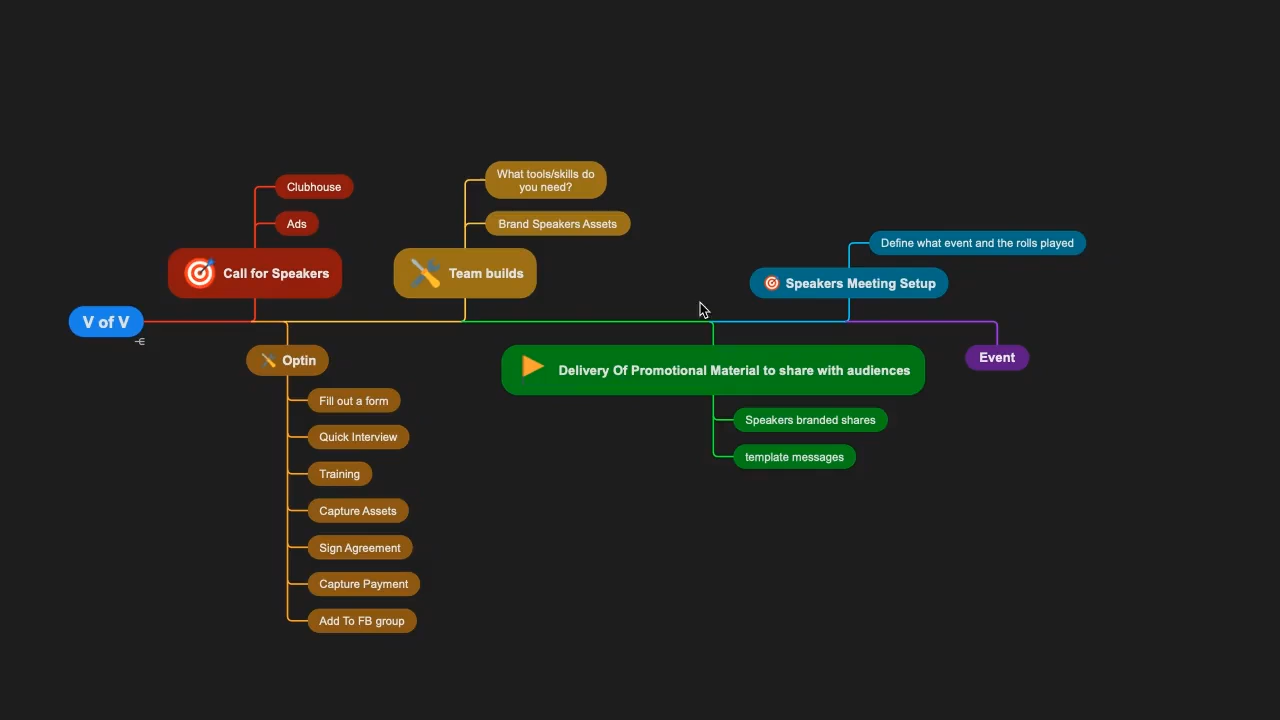 V of V
Call for Speakers
Clubhouse
Ads
Optin
Fill out a form
Quick Interview
Training
Capture Assets
Sign Agreement
Capture Payment
Add To FB group
Team builds
What tools/skills do
you need?
Brand Speakers Assets
Delivery Of Promotional Material to share with audiences
Speakers branded shares
template messages
Speakers Meeting Setup
Define what event and the rolls played
Event